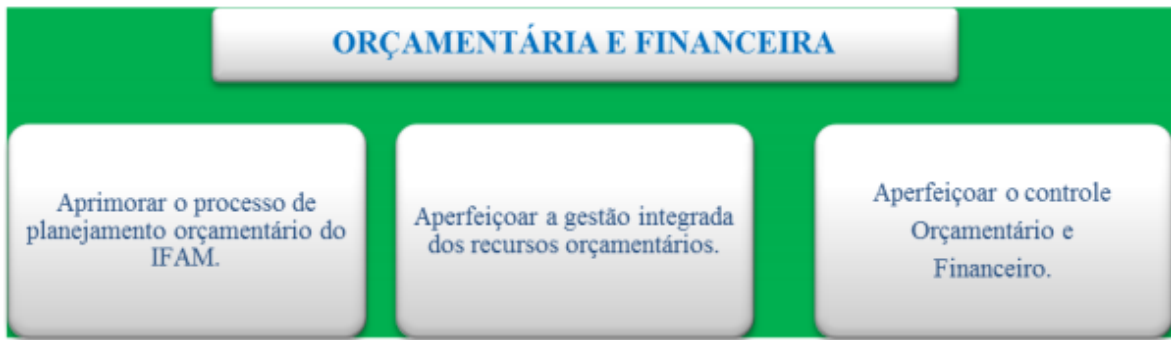 ORÇAMENTÁRIA E FINANCEIRA
Aprimorar o processo de
planejamento orçamentário do
IFAM.
Aperfeiçoar a gestão integrada
dos recursos orçamentários.
Aperfeiçoar o controle
Orçamentário e
Financeiro.